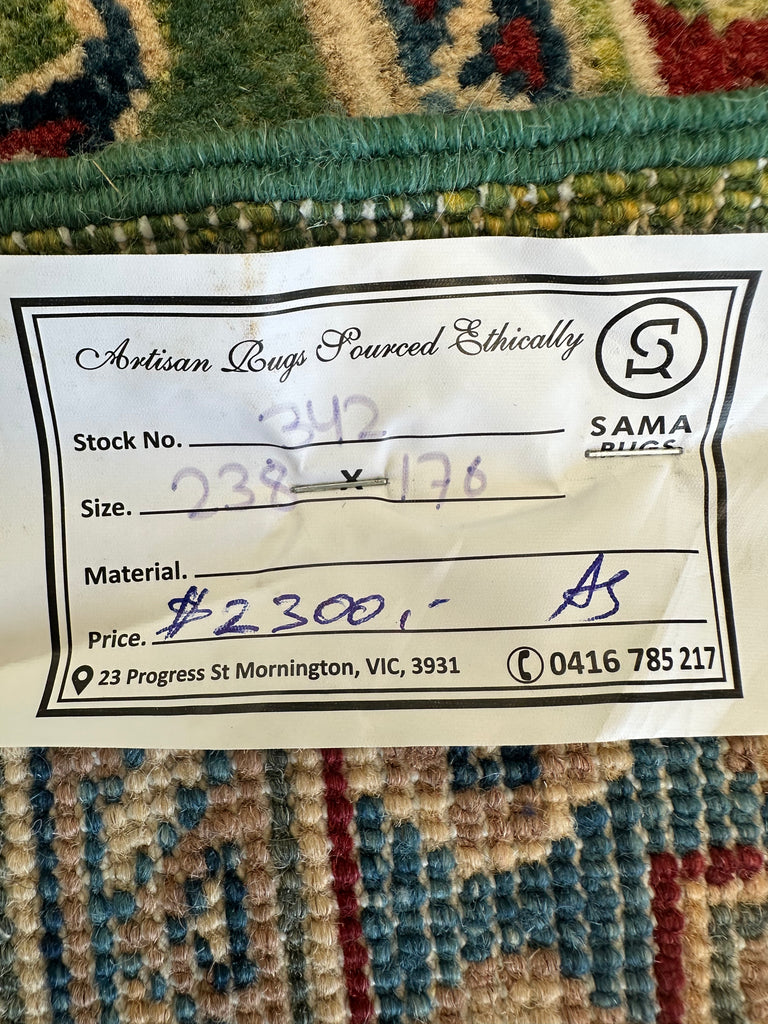 Artisan Rugs Sourced Ethically
SAMA
RUGS
Stock No. 342
Size. 238 x 176
Material.
Price. $2300,- As
23 Progress St Mornington, VIC, 3931
0416 785 217